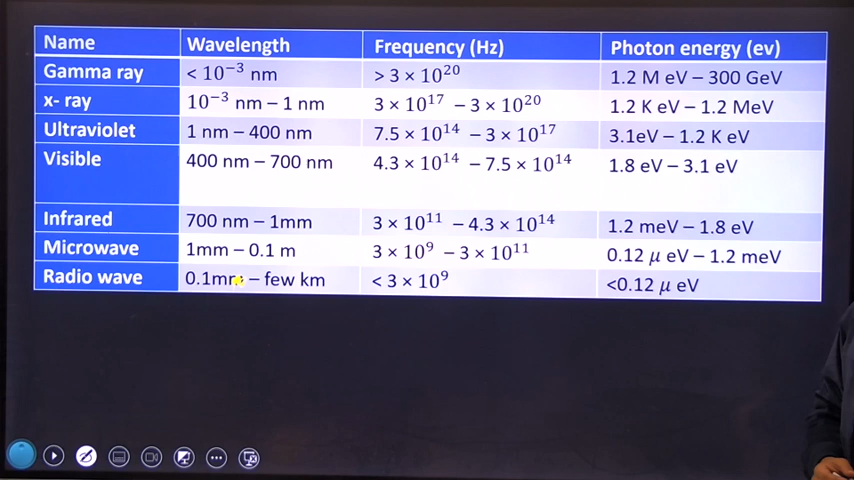 Name Wavelength Frequency (Hz) Photon energy (ev)
Gamma ray < 10⁻³ nm > 3 × 10²⁰ 1.2 M eV – 300 GeV
x- ray 10⁻³ nm – 1 nm 3 × 10¹⁷ – 3 × 10²⁰ 1.2 K eV – 1.2 MeV
Ultraviolet 1 nm – 400 nm 7.5 × 10¹⁴ – 3 × 10¹⁷ 3.1eV – 1.2 K eV
Visible 400 nm – 700 nm 4.3 × 10¹⁴ – 7.5 × 10¹⁴ 1.8 eV – 3.1 eV
Infrared 700 nm – 1mm 3 × 10¹¹ – 4.3 × 10¹⁴ 1.2 meV – 1.8 eV
Microwave 1mm – 0.1 m 3 × 10⁹ – 3 × 10¹¹ 0.12 μ eV – 1.2 meV
Radio wave 0.1mm – few km < 3 × 10⁹ <0.12 μ eV